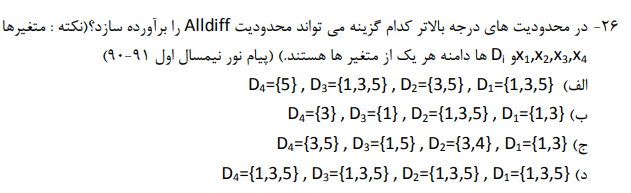 ۲۶- در محدودیت های درجه بالاتر کدام گزینه می تواند محدودیت Alldiff را برآورده سازد؟(نکته : متغیرها
x1,x2,x3,x4و Di ها دامنه هر یک از متغیر ها هستند.) (پیام نور نیمسال اول ۹۱-۹۰)
الف) D4={5} , D3={1,3,5} , D2={3,5} , D1={1,3,5}
ب) D4={3} , D3={1} , D2={1,3,5} , D1={1,3}
ج) D4={3,5} , D3={1,5} , D2={3,4} , D1={1,3}
د) D4={1,3,5} , D3={1,3,5} , D2={1,3,5} , D1={1,3,5}